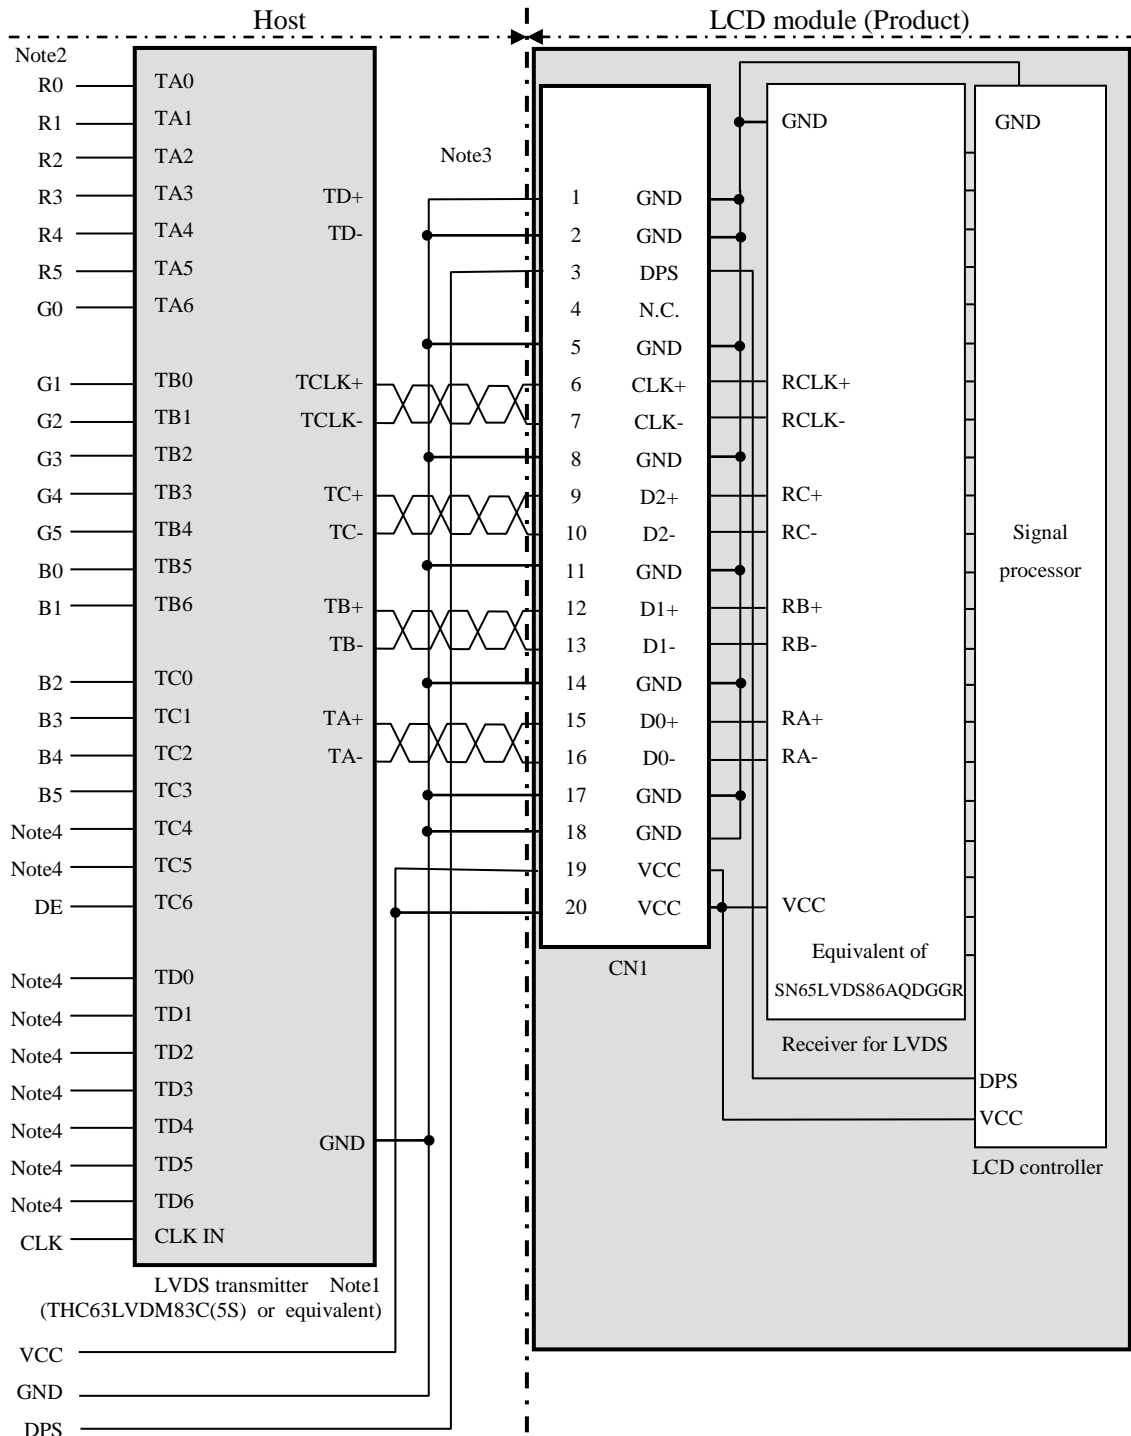 Host
LCD module (Product)
Note2
R0 TA0
R1 TA1
R2 TA2
R3 TA3
R4 TA4
R5 TA5
G0 TA6
G1 TB0
G2 TB1
G3 TB2
G4 TB3
G5 TB4
B0 TB5
B1 TB6
B2 TC0
B3 TC1
B4 TC2
B5 TC3
Note4 TC4
Note4 TC5
DE TC6
Note4 TD0
Note4 TD1
Note4 TD2
Note4 TD3
Note4 TD4
Note4 TD5
Note4 TD6
CLK CLK IN
TD+
TD-
TCLK+
TCLK-
TC+
TC-
TB+
TB-
TA+
TA-
GND
LVDS transmitter Note1
(THC63LVDM83C(5S) or equivalent)
VCC
GND
DPS
Note3
1 GND
2 GND
3 DPS
4 N.C.
5 GND
6 CLK+
7 CLK-
8 GND
9 D2+
10 D2-
11 GND
12 D1+
13 D1-
14 GND
15 D0+
16 D0-
17 GND
18 GND
19 VCC
20 VCC
CN1
GND
RCLK+
RCLK-
RC+
RC-
RB+
RB-
RA+
RA-
VCC
Equivalent of
SN65LVDS86AQDGGR
Receiver for LVDS
GND
Signal
processor
DPS
VCC
LCD controller